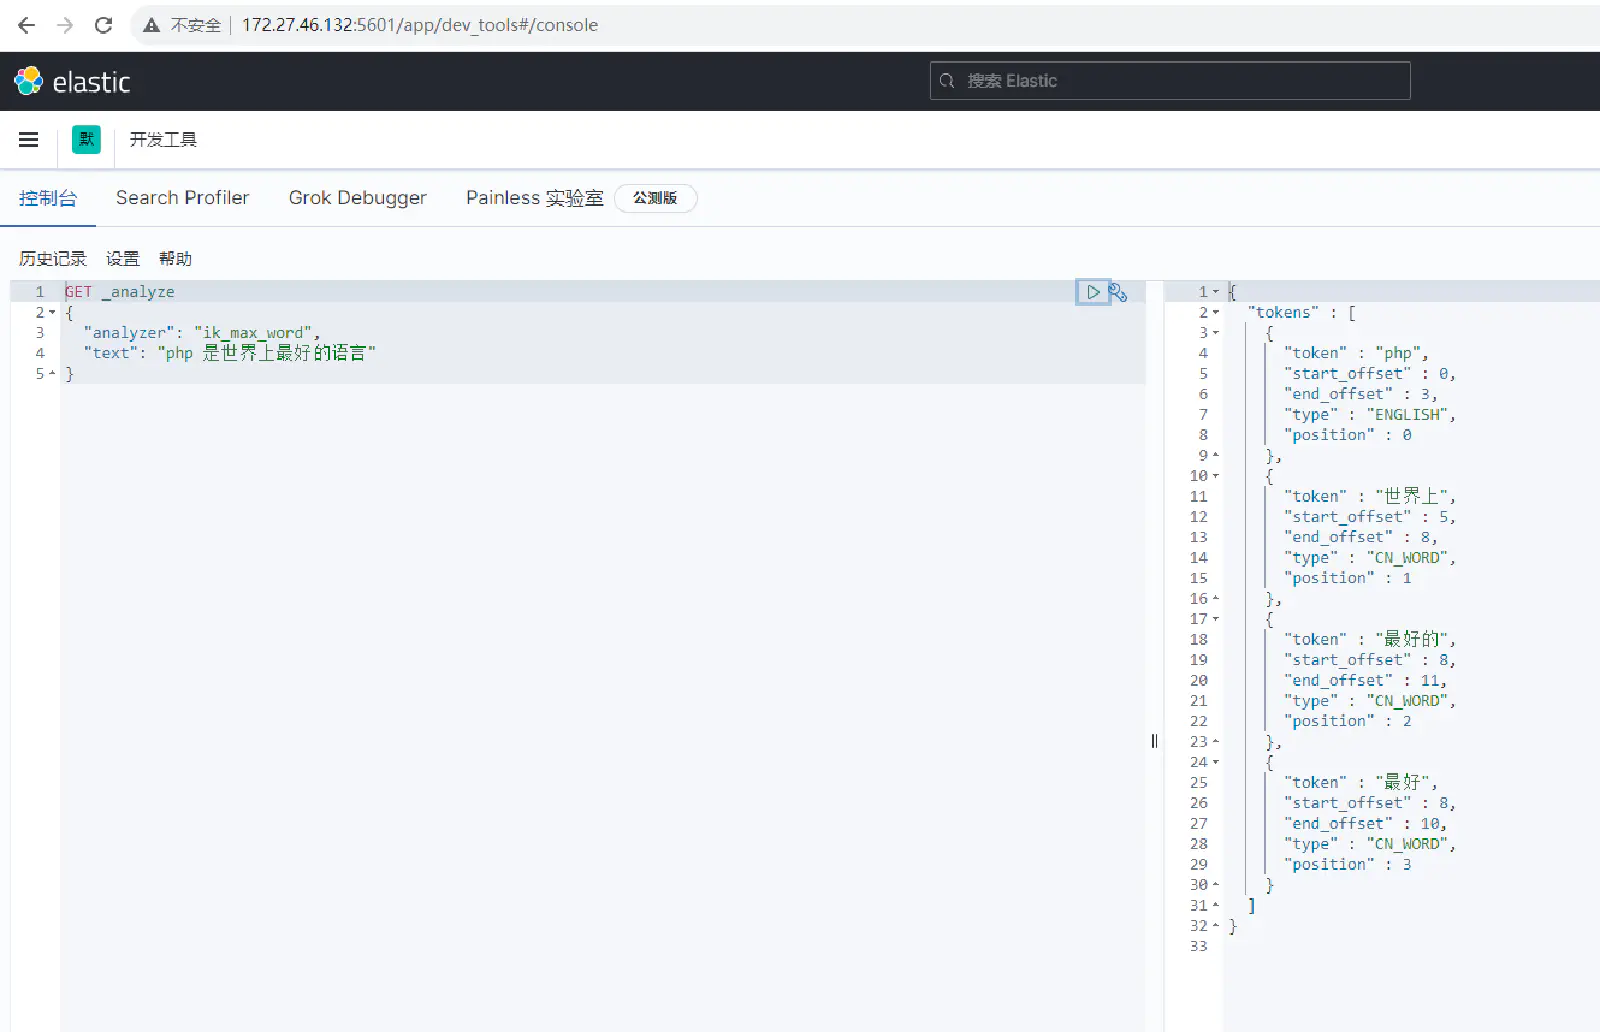 不安全 172.27.46.132:5601/app/dev_tools#/console
elastic
搜索 Elastic
默 开发工具
控制台 Search Profiler Grok Debugger Painless 实验室 公测版
历史记录 设置 帮助
1 GET _analyze
2 {
3 "analyzer": "ik_max_word",
4 "text": "php 是世界上最好的语言"
5 }
1 {
2 "tokens" : [
3 {
4 "token" : "php",
5 "start_offset" : 0,
6 "end_offset" : 3,
7 "type" : "ENGLISH",
8 "position" : 0
9 },
10 {
11 "token" : "世界上",
12 "start_offset" : 5,
13 "end_offset" : 8,
14 "type" : "CN_WORD",
15 "position" : 1
16 },
17 {
18 "token" : "最好的",
19 "start_offset" : 8,
20 "end_offset" : 11,
21 "type" : "CN_WORD",
22 "position" : 2
23 },
24 {
25 "token" : "最好",
26 "start_offset" : 8,
27 "end_offset" : 10,
28 "type" : "CN_WORD",
29 "position" : 3
30 }
31 ]
32 }
33